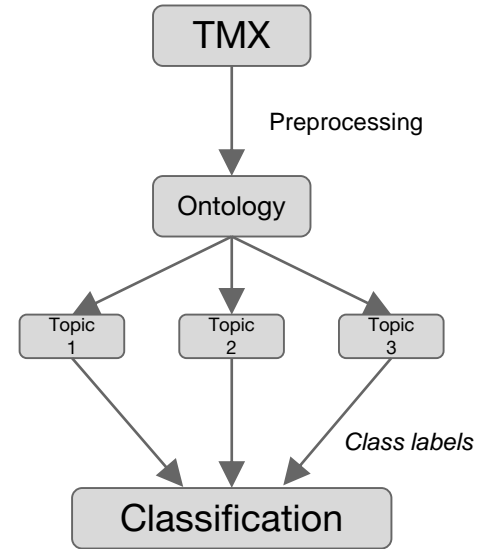 TMX
Preprocessing
Ontology
Topic
1
Topic
2
Topic
3
Class labels
Classification